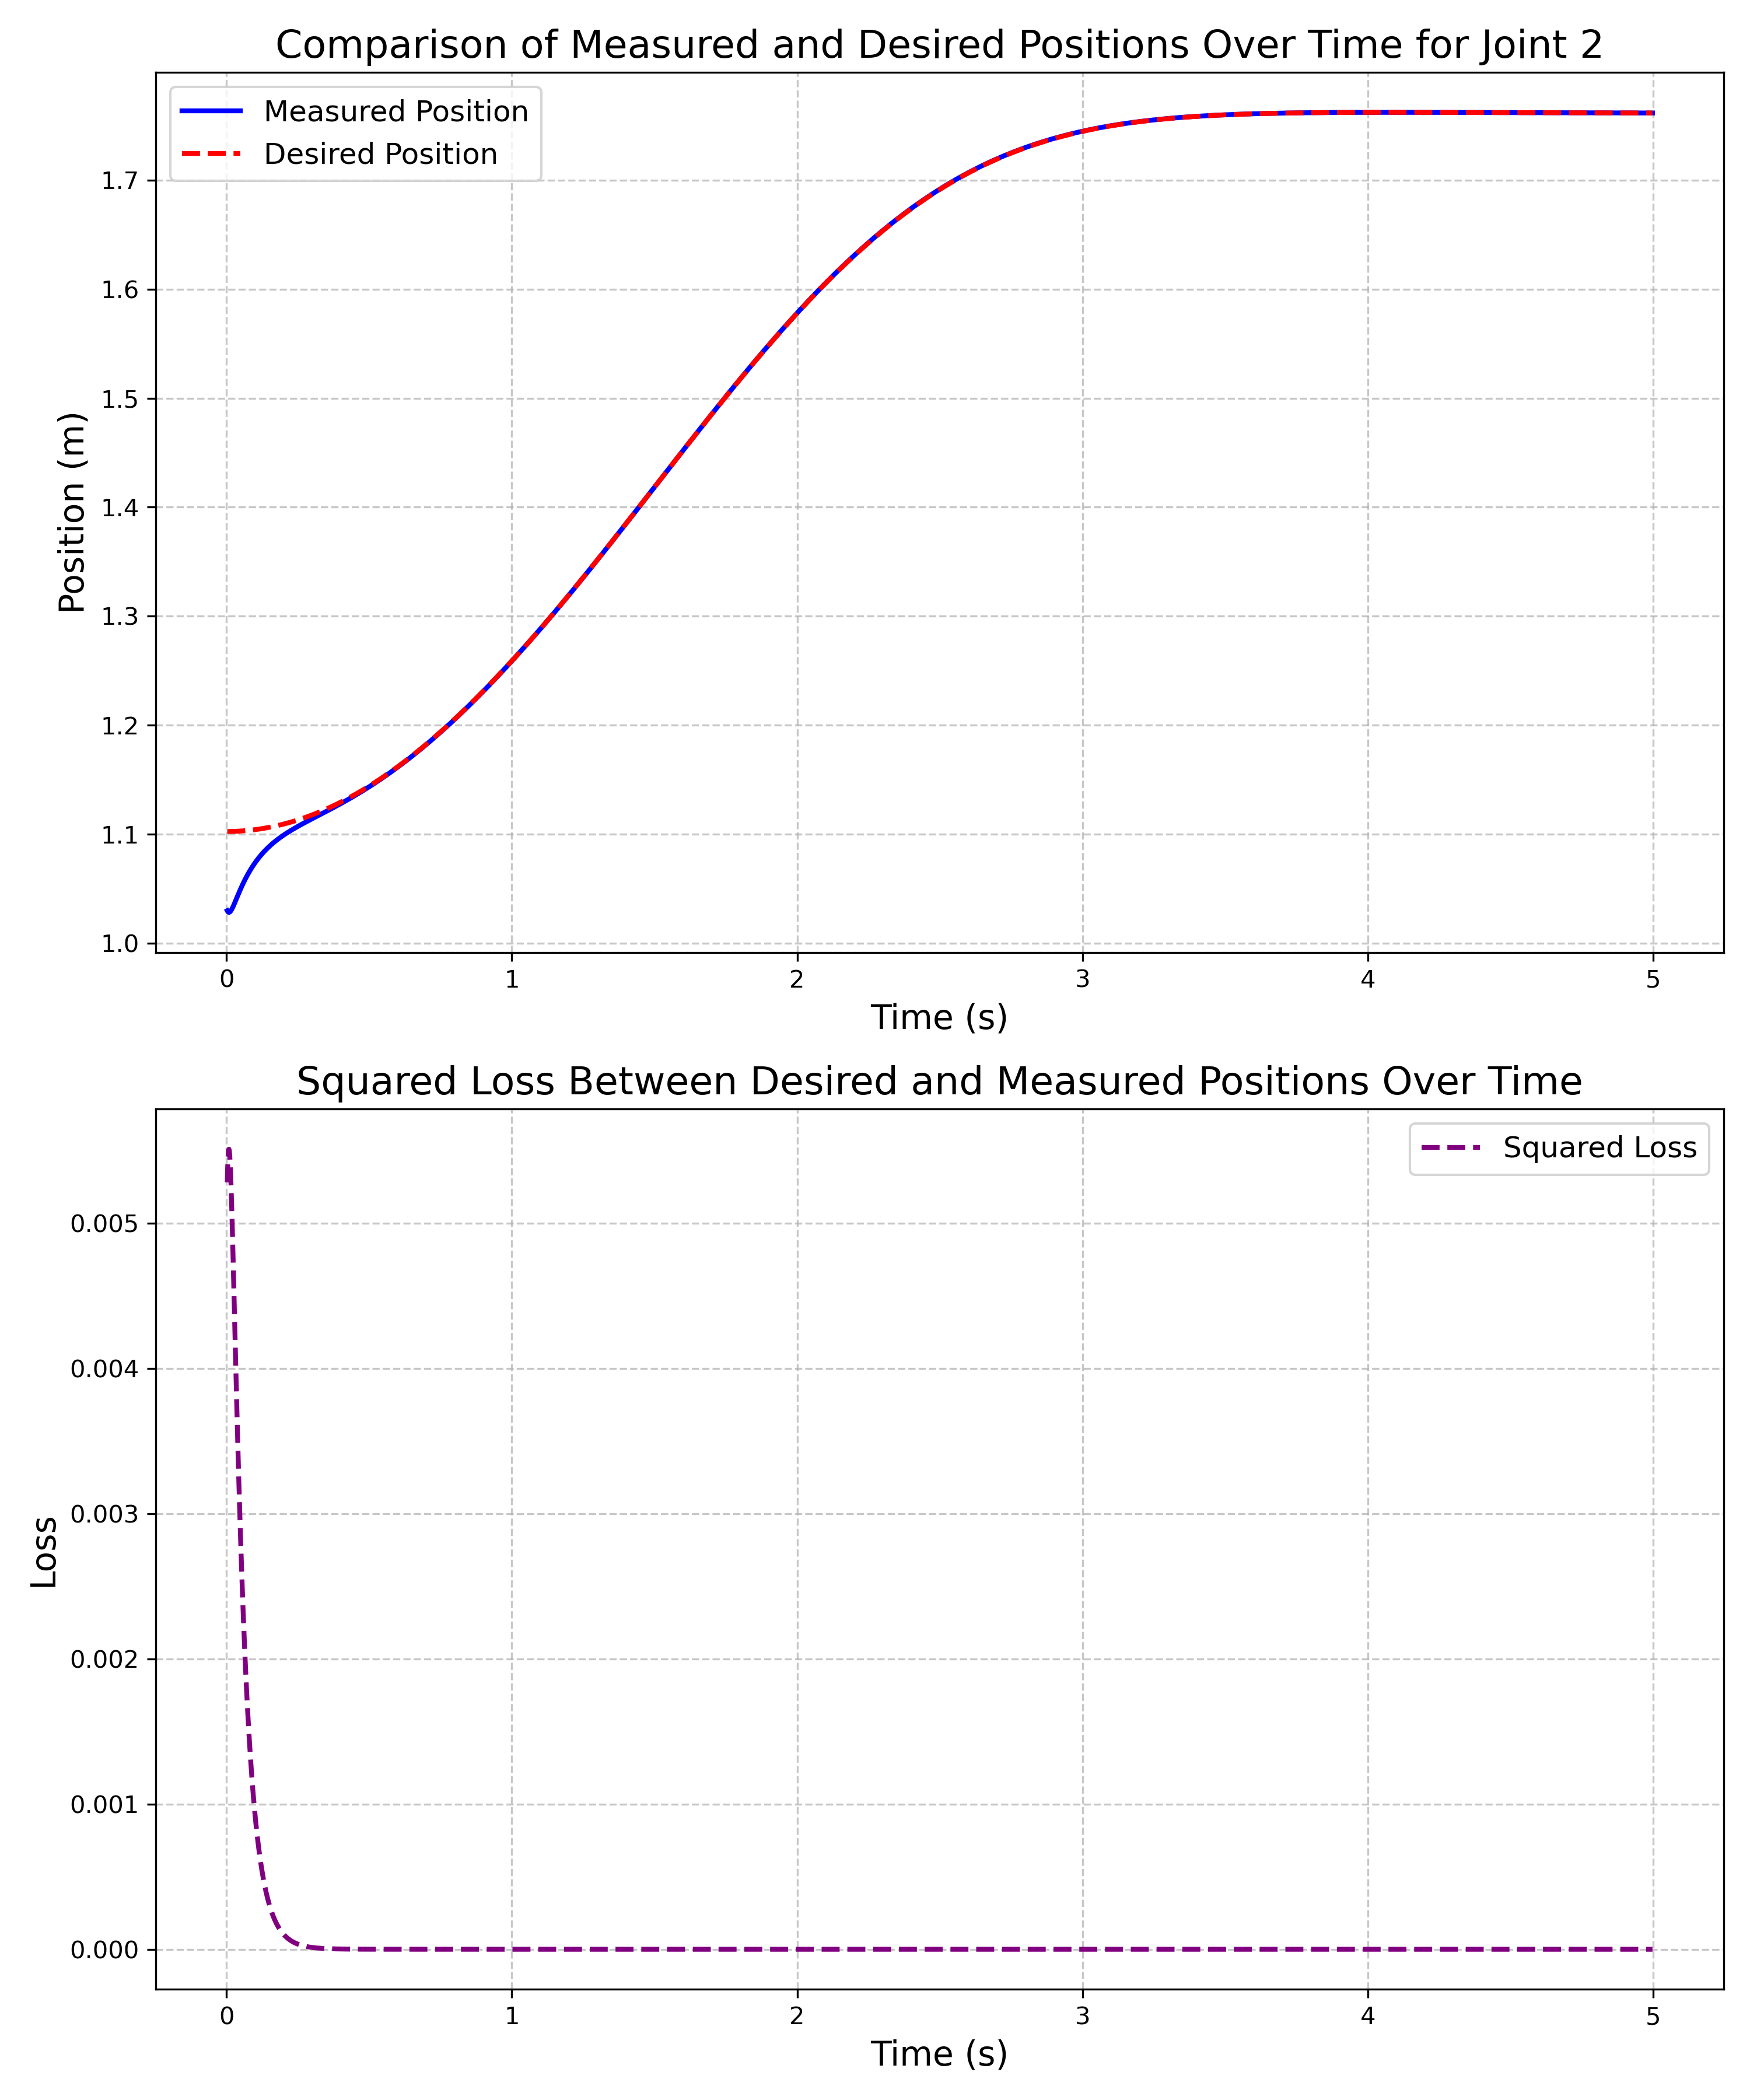 Comparison of Measured and Desired Positions Over Time for Joint 2
Measured Position
Desired Position
Position (m)
1.7
1.6
1.5
1.4
1.3
1.2
1.1
1.0
0 1 2 3 4 5
Time (s)
Squared Loss Between Desired and Measured Positions Over Time
Squared Loss
Loss
0.005
0.004
0.003
0.002
0.001
0.000
0 1 2 3 4 5
Time (s)